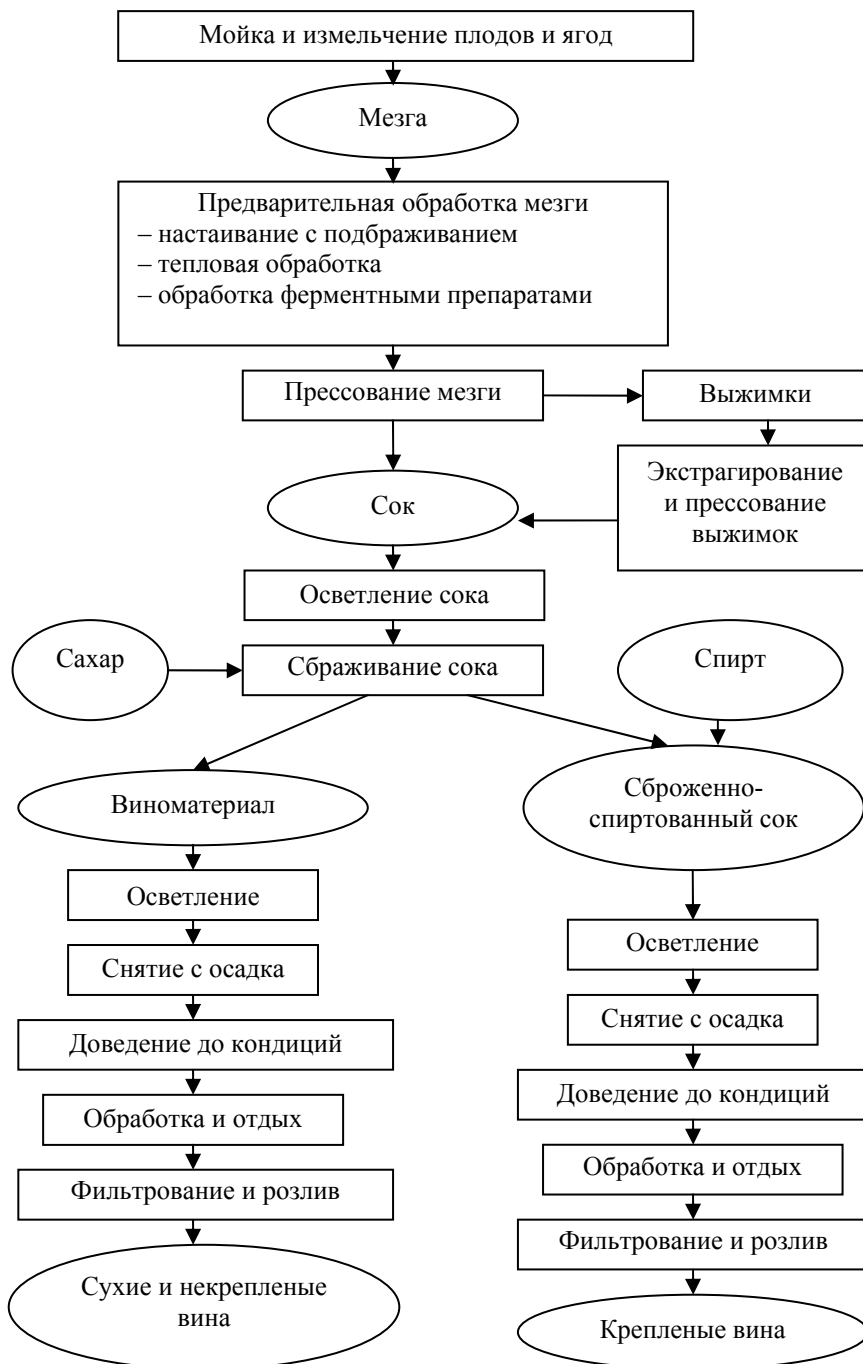 Мойка и измельчение плодов и ягод
Мезга
Предварительная обработка мезги
– настаивание с подбраживанием
– тепловая обработка
– обработка ферментными препаратами
Прессование мезги
Выжимки
Экстрагирование
и прессование
выжимок
Сок
Осветление сока
Сахар
Сбраживание сока
Спирт
Виноматериал
Осветление
Снятие с осадка
Доведение до кондиций
Обработка и отдых
Фильтрование и розлив
Сухие и некрепленые
вина
Сброженно-
спиртованный сок
Осветление
Снятие с осадка
Доведение до кондиций
Обработка и отдых
Фильтрование и розлив
Крепленые вина